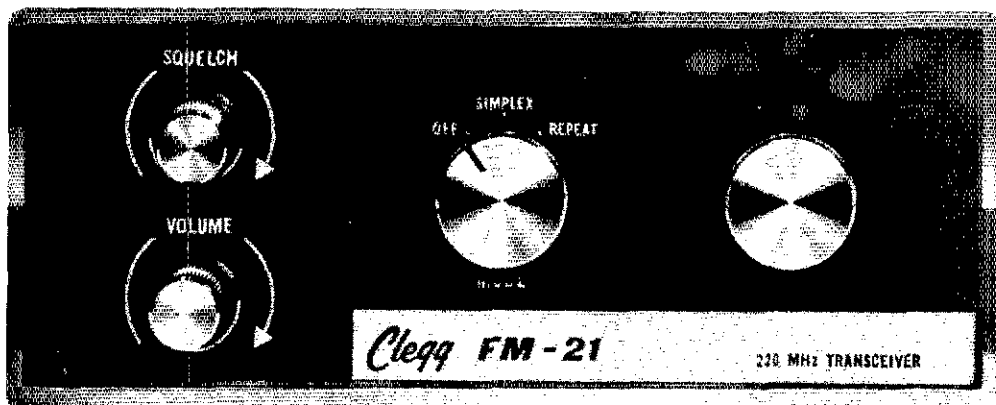 SQUELCH
SIMPLEX
OFF
REPEAT
VOLUME
Clegg FM-21
220 MHz TRANSCEIVER